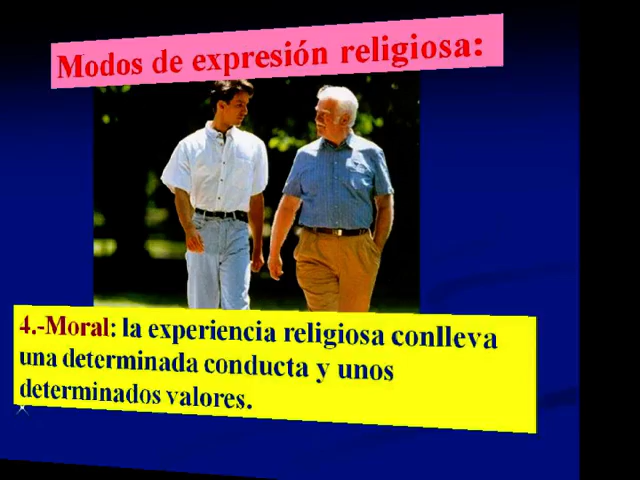 Modos de expresión religiosa:
4.-Moral: la experiencia religiosa conlleva
una determinada conducta y unos
determinados valores.